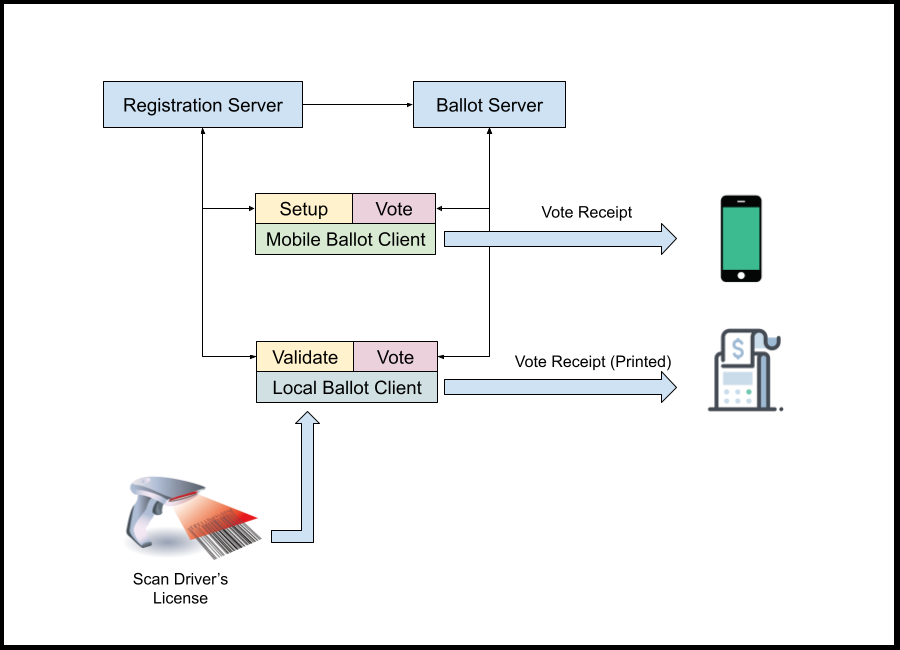 Registration Server
Ballot Server
Setup
Vote
Mobile Ballot Client
Vote Receipt
Validate
Vote
Local Ballot Client
Vote Receipt (Printed)
$
Scan Driver's
License